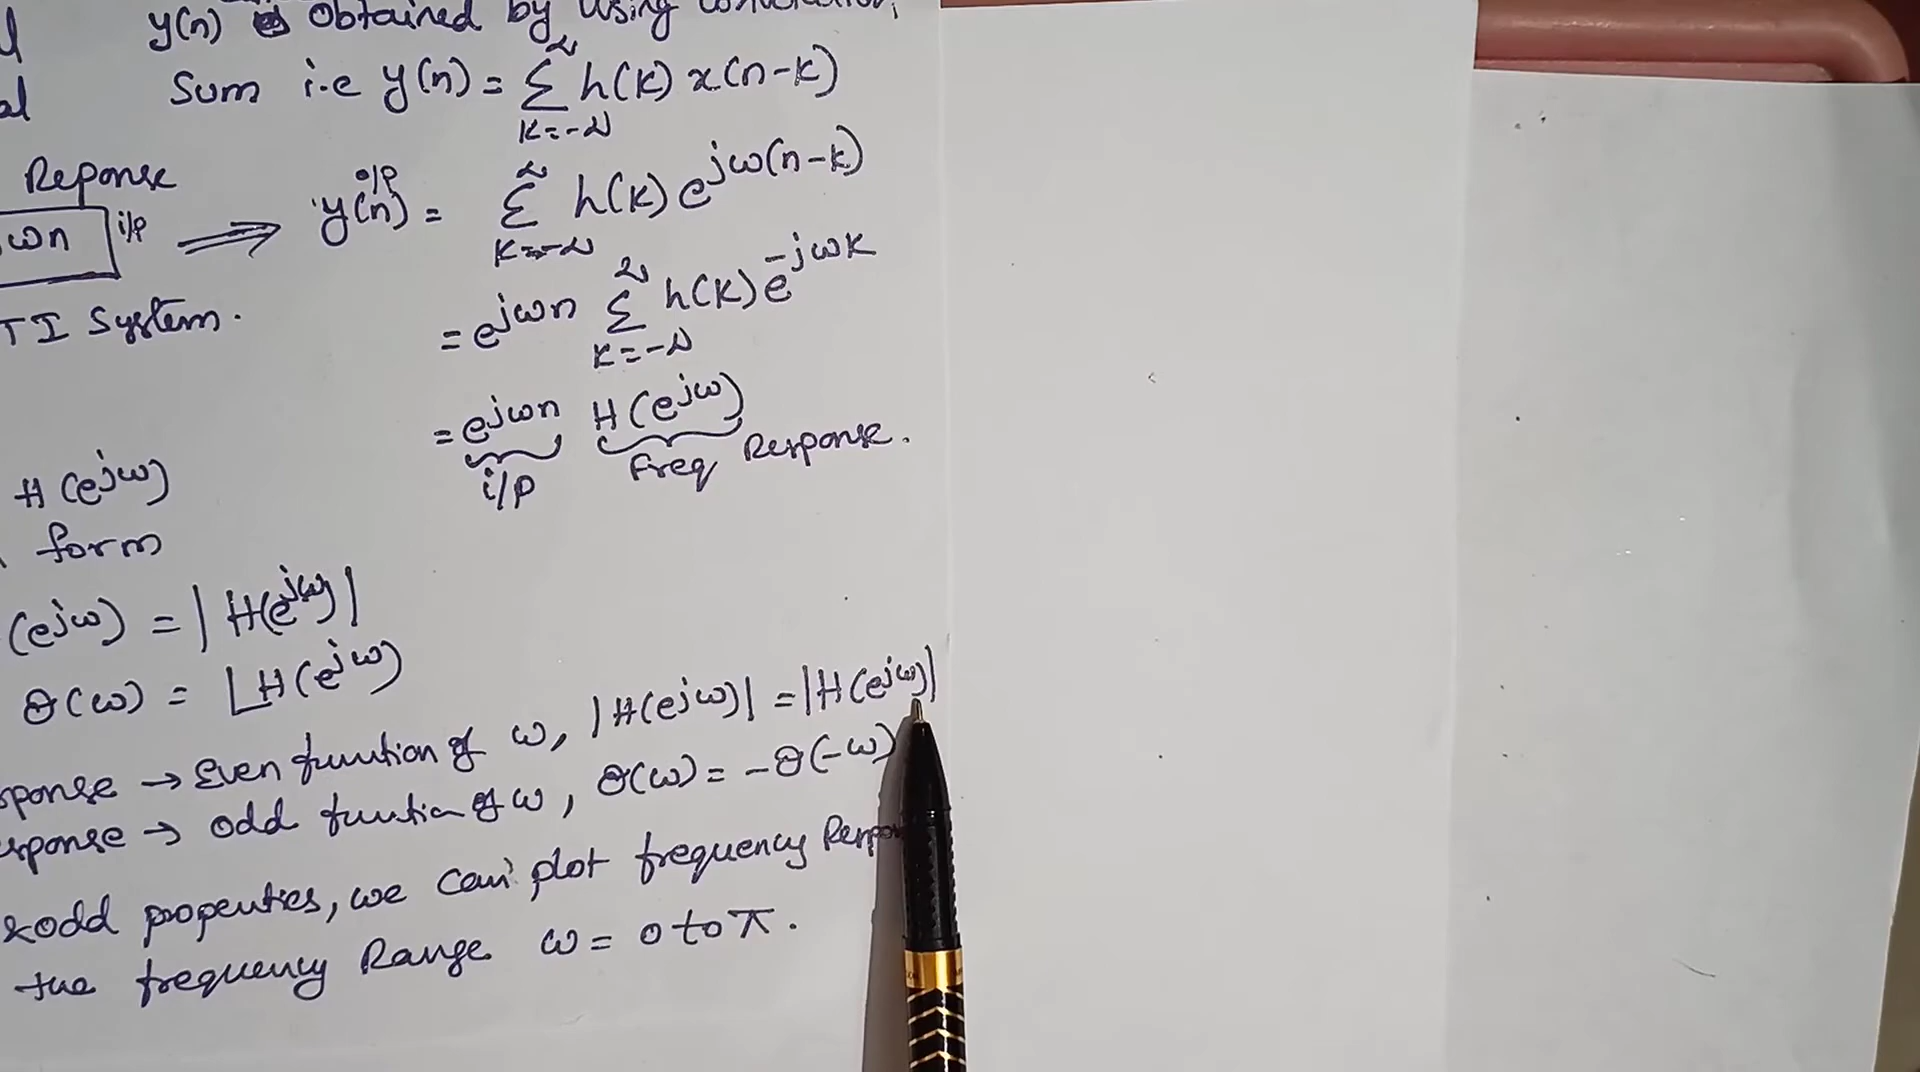 y(n) is obtained by using
Sum i.e y(n) = ∞ Σ k=-∞ h(k) x(n-k)
Reponse
ωn i/p ⟹ o/p y(n) = ∞ Σ k=-∞ h(k) e^jω(n-k)
TI System.
= e^jωn ∞ Σ k=-∞ h(k) e^-jωk
= e^jωn H(e^jω)
i/p Freq Response.
H(e^jω)
form
(e^jω) = |H(e^jω)|
θ(ω) = ∠H(e^jω)
sponse → Even function of ω, |H(e^jω)| = |H(e^jω)|
sponse → odd function of ω, θ(ω) = -θ(-ω)
&odd properties, we can plot frequency Respon
the frequency Range ω = 0 to π.